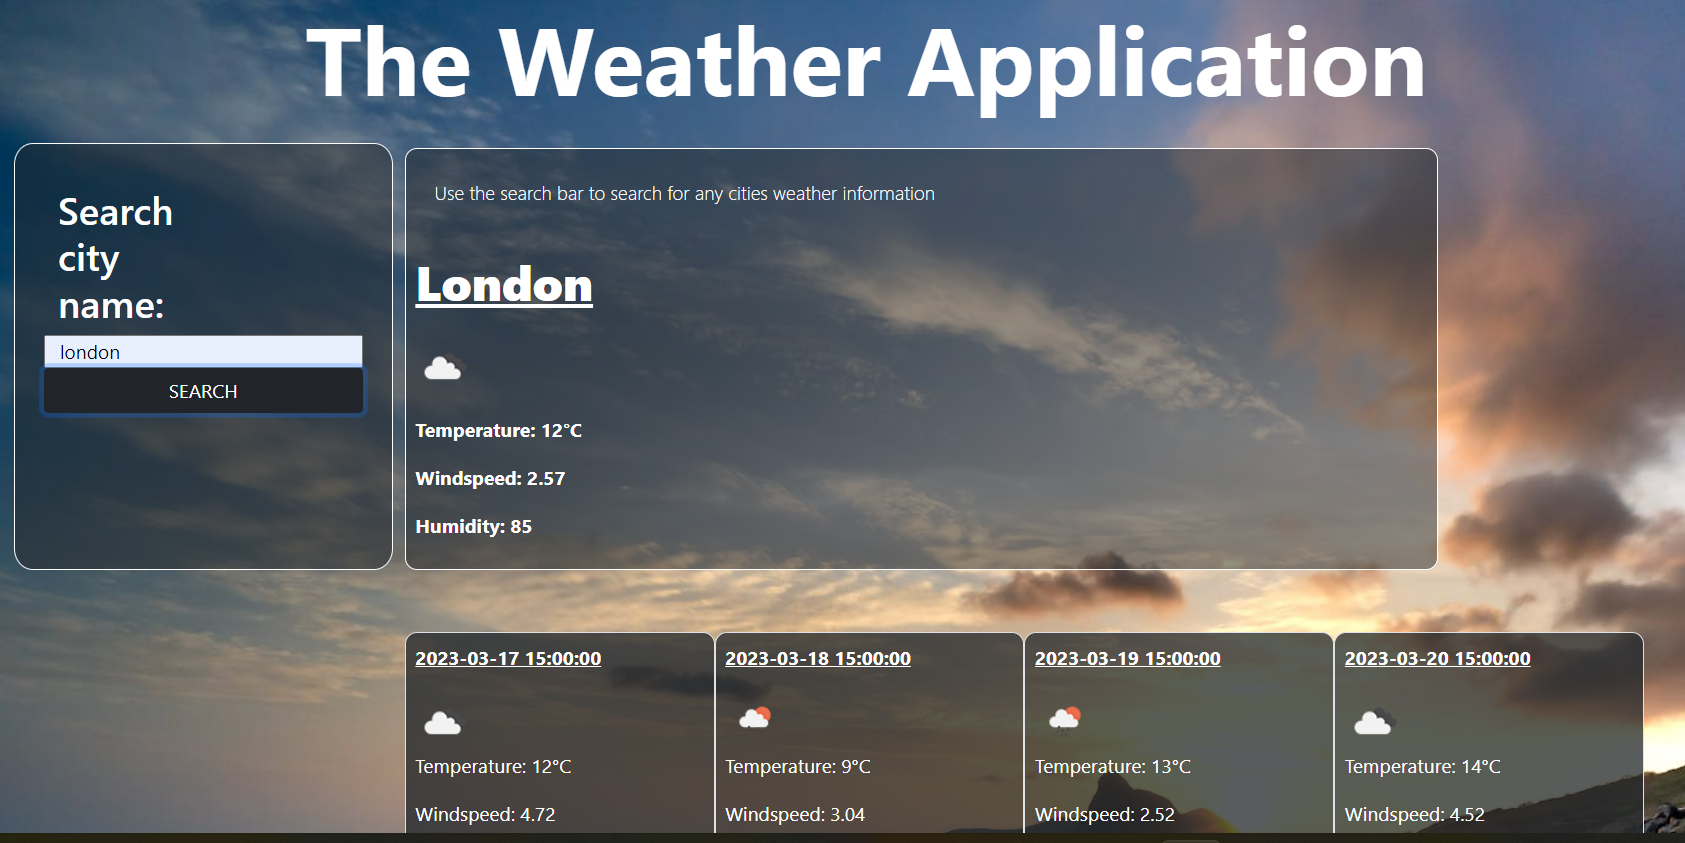 The Weather Application
Search
city
name:
london
SEARCH
Use the search bar to search for any cities weather information
London
Temperature: 12°C
Windspeed: 2.57
Humidity: 85
2023-03-17 15:00:00
Temperature: 12°C
Windspeed: 4.72
2023-03-18 15:00:00
Temperature: 9°C
Windspeed: 3.04
2023-03-19 15:00:00
Temperature: 13°C
Windspeed: 2.52
2023-03-20 15:00:00
Temperature: 14°C
Windspeed: 4.52